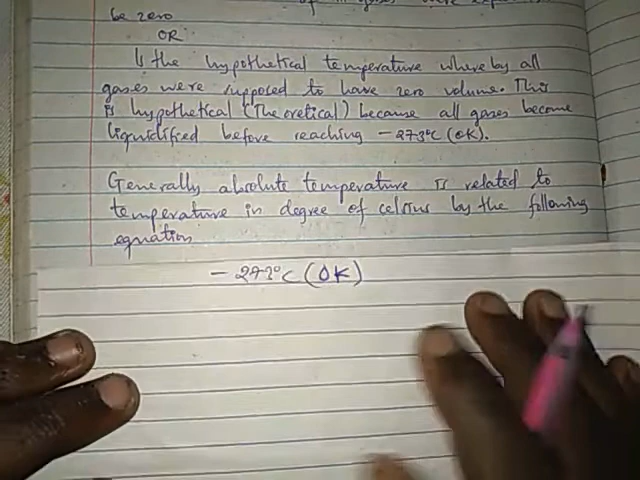 be zero
OR
Is the hypothetical temperature whereby all
gases were supposed to have zero volume. This
is hypothetical (Theoretical) because all gases become
liquidified before reaching -273°C (0K).
Generally absolute temperature is related to
temperature in degree of celsius by the following
equation
-273°C (0K)